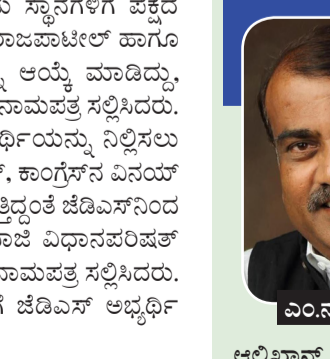 ಸ್ಥಾನಗಳಿಗೆ ಪಕ್ಷದ
ರಾಜಪಾಟೀಲ್ ಹಾಗೂ
ಆಯ್ಕೆ ಮಾಡಿದ್ದು,
ನಾಮಪತ್ರ ಸಲ್ಲಿಸಿದರು.
ರ್ಥಿಯನ್ನು ನಿಲ್ಲಿಸಲು
ಕಾಂಗ್ರೆಸ್‌ನ ವಿನಯ್
ತ್ತಿದ್ದಂತೆ ಜೆಡಿಎಸ್‌ನಿಂದ
ವಿಧಾನಪರಿಷತ್
ನಾಮಪತ್ರ ಸಲ್ಲಿಸಿದರು.
ಜೆಡಿಎಸ್ ಅಭ್ಯರ್ಥಿ
ಎಂ.ನ